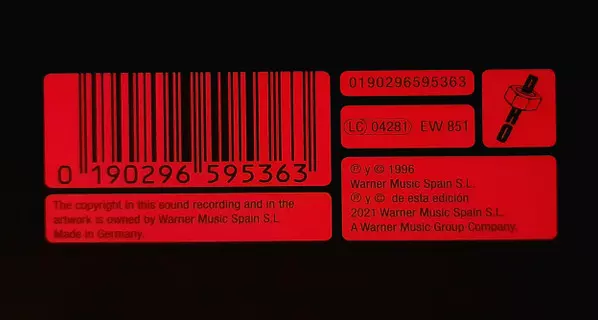 0 190296 595363
The copyright in this sound recording and in the
artwork is owned by Warner Music Spain S.L.
Made in Germany.
0190296595363
LC 04281 EW 851
DRO
℗ y © 1996
Warner Music Spain S.L.
℗ y © de esta edición
2021 Warner Music Spain S.L.
A Warner Music Group Company.